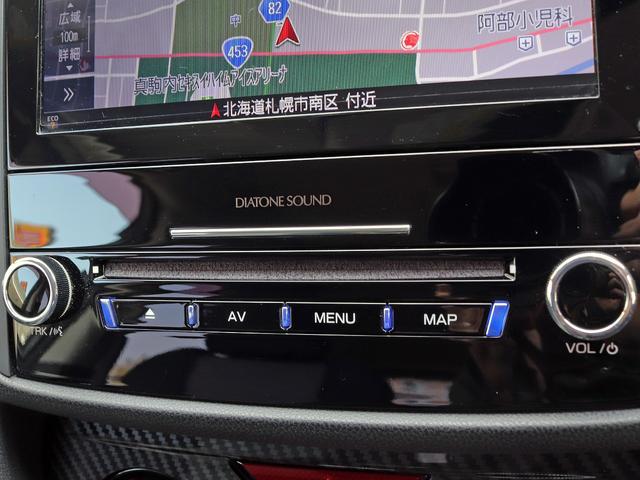 広域
100m
詳細
ECO
中
82
453
阿部小児科
真駒内セキスイハイムアイスアリーナ
北海道札幌市南区 付近
DIATONE SOUND
TRK/
AV
MENU
MAP
VOL/